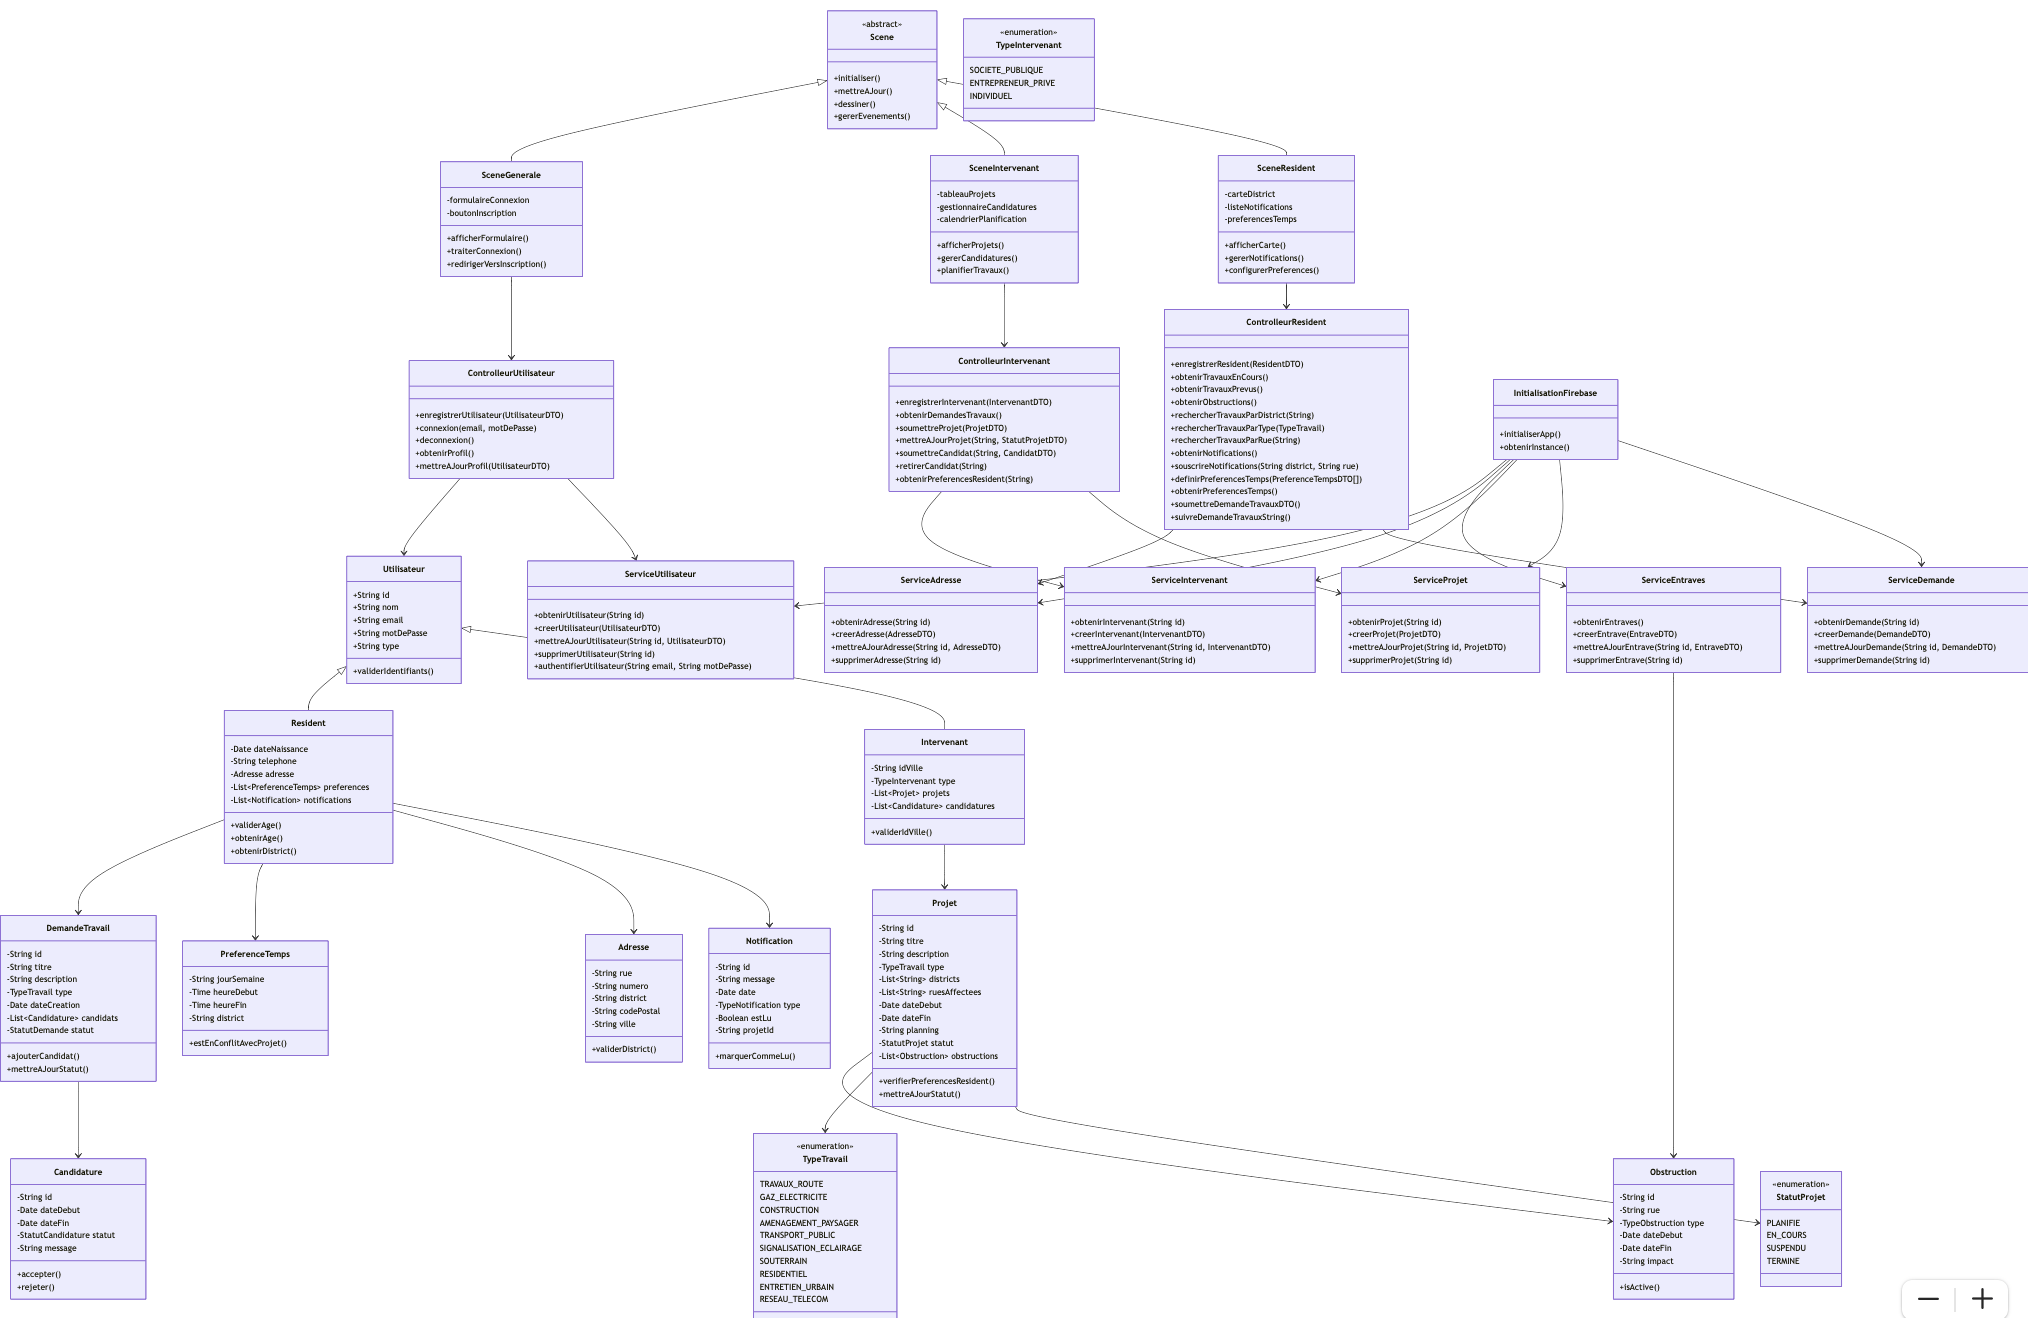 «abstract»
Scene
+initialiser()
+mettreAJour()
+dessiner()
+gererEvenements()
«enumeration»
TypeIntervenant
SOCIETE_PUBLIQUE
ENTREPRENEUR_PRIVE
INDIVIDUEL
SceneGenerale
-formulaireConnexion
-boutonInscription
+afficherFormulaire()
+traiterConnexion()
+redirigerVersInscription()
SceneIntervenant
-tableauProjets
-gestionnaireCandidatures
-calendrierPlanification
+afficherProjets()
+gererCandidatures()
+planifierTravaux()
SceneResident
-carteDistrict
-listeNotifications
-preferencesTemps
+afficherCarte()
+gererNotifications()
+configurerPreferences()
ControlleurUtilisateur
+enregistrerUtilisateur(UtilisateurDTO)
+connexion(email, motDePasse)
+deconnexion()
+obtenirProfil()
+mettreAJourProfil(UtilisateurDTO)
ControlleurIntervenant
+enregistrerIntervenant(IntervenantDTO)
+obtenirDemandesTravaux()
+soumettreProjet(ProjetDTO)
+mettreAJourProjet(String, StatutProjetDTO)
+soumettreCandidat(String, CandidatDTO)
+retirerCandidat(String)
+obtenirPreferencesResident(String)
ControlleurResident
+enregistrerResident(ResidentDTO)
+obtenirTravauxEnCours()
+obtenirTravauxPrevus()
+obtenirObstructions()
+rechercherTravauxParDistrict(String)
+rechercherTravauxParType(TypeTravail)
+rechercherTravauxParRue(String)
+obtenirNotifications()
+souscrireNotifications(String district, String rue)
+definirPreferencesTemps(PreferenceTempsDTO[])
+obtenirPreferencesTemps()
+soumettreDemandeTravauxDTO()
+suivreDemandeTravauxString()
InitialisationFirebase
+initialiserApp()
+obtenirInstance()
Utilisateur
+String id
+String nom
+String email
+String motDePasse
+String type
+validerIdentifiants()
ServiceUtilisateur
+obtenirUtilisateur(String id)
+creerUtilisateur(UtilisateurDTO)
+mettreAJourUtilisateur(String id, UtilisateurDTO)
+supprimerUtilisateur(String id)
+authentifierUtilisateur(String email, String motDePasse)
ServiceAdresse
+obtenirAdresse(String id)
+creerAdresse(AdresseDTO)
+mettreAJourAdresse(String id, AdresseDTO)
+supprimerAdresse(String id)
ServiceIntervenant
+obtenirIntervenant(String id)
+creerIntervenant(IntervenantDTO)
+mettreAJourIntervenant(String id, IntervenantDTO)
+supprimerIntervenant(String id)
ServiceProjet
+obtenirProjet(String id)
+creerProjet(ProjetDTO)
+mettreAJourProjet(String id, ProjetDTO)
+supprimerProjet(String id)
ServiceEntraves
+obtenirEntraves()
+creerEntrave(EntraveDTO)
+mettreAJourEntrave(String id, EntraveDTO)
+supprimerEntrave(String id)
ServiceDemande
+obtenirDemande(String id)
+creerDemande(DemandeDTO)
+mettreAJourDemande(String id, DemandeDTO)
+supprimerDemande(String id)
Resident
-Date dateNaissance
-String telephone
-Adresse adresse
-List<PreferenceTemps> preferences
-List<Notification> notifications
+validerAge()
+obtenirAge()
+obtenirDistrict()
Intervenant
-String idVille
-TypeIntervenant type
-List<Projet> projets
-List<Candidature> candidatures
+validerIdVille()
DemandeTravail
-String id
-String titre
-String description
-TypeTravail type
-Date dateCreation
-List<Candidature> candidats
-StatutDemande statut
+ajouterCandidat()
+mettreAJourStatut()
PreferenceTemps
-String jourSemaine
-Time heureDebut
-Time heureFin
-String district
+estEnConflitAvecProjet()
Adresse
-String rue
-String numero
-String district
-String codePostal
-String ville
+validerDistrict()
Notification
-String id
-String message
-Date date
-TypeNotification type
-Boolean estLu
-String projetId
+marquerCommeLu()
Projet
-String id
-String titre
-String description
-TypeTravail type
-List<String> districts
-List<String> ruesAffectees
-Date dateDebut
-Date dateFin
-String planning
-StatutProjet statut
-List<Obstruction> obstructions
+verifierPreferencesResident()
+mettreAJourStatut()
Candidature
-String id
-Date dateDebut
-Date dateFin
-StatutCandidature statut
-String message
+accepter()
+rejeter()
«enumeration»
TypeTravail
TRAVAUX_ROUTE
GAZ_ELECTRICITE
CONSTRUCTION
AMENAGEMENT_PAYSAGER
TRANSPORT_PUBLIC
SIGNALISATION_ECLAIRAGE
SOUTERRAIN
RESIDENTIEL
ENTRETIEN_URBAIN
RESEAU_TELECOM
Obstruction
-String id
-String rue
-TypeObstruction type
-Date dateDebut
-Date dateFin
-String impact
+isActive()
«enumeration»
StatutProjet
PLANIFIE
EN_COURS
SUSPENDU
TERMINE